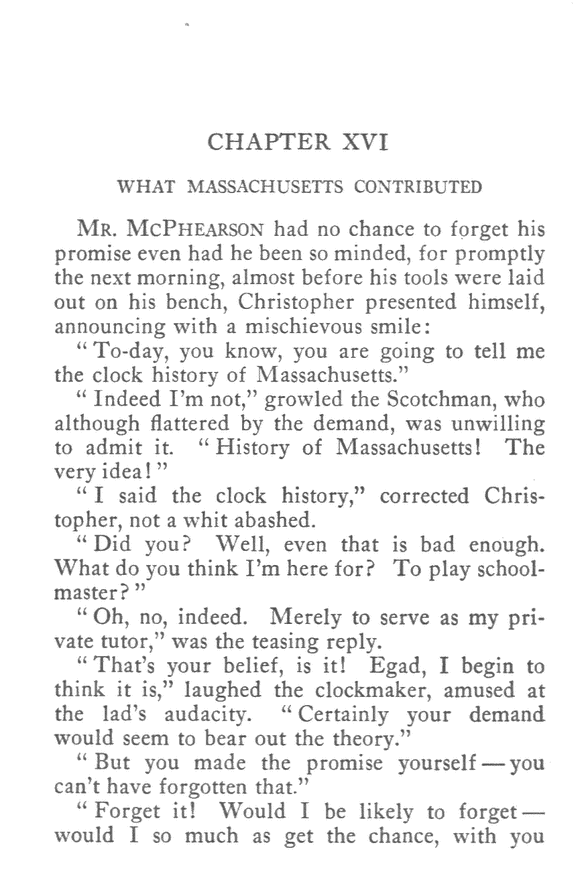 CHAPTER XVI
WHAT MASSACHUSETTS CONTRIBUTED
MR. MCPHEARSON had no chance to forget his
promise even had he been so minded, for promptly
the next morning, almost before his tools were laid
out on his bench, Christopher presented himself,
announcing with a mischievous smile:
“ To-day, you know, you are going to tell me
the clock history of Massachusetts.”
“ Indeed I'm not,” growled the Scotchman, who
although flattered by the demand, was unwilling
to admit it. “ History of Massachusetts! The
very idea! ”
“ I said the clock history,” corrected Chris-
topher, not a whit abashed.
“ Did you? Well, even that is bad enough.
What do you think I'm here for? To play school-
master? ”
“ Oh, no, indeed. Merely to serve as my pri-
vate tutor,” was the teasing reply.
“ That's your belief, is it! Egad, I begin to
think it is,” laughed the clockmaker, amused at
the lad's audacity. “ Certainly your demand
would seem to bear out the theory.”
“ But you made the promise yourself — you
can't have forgotten that.”
“ Forget it! Would I be likely to forget —
would I so much as get the chance, with you